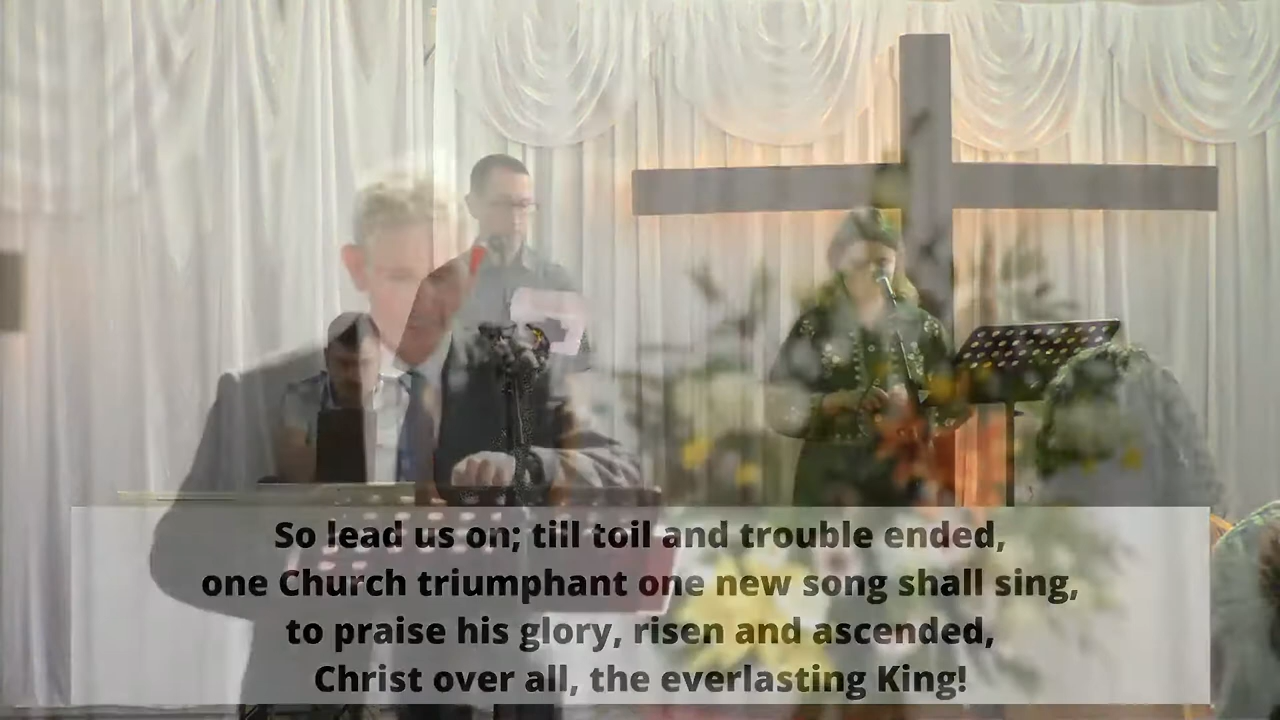 So lead us on; till toil and trouble ended,
one Church triumphant one new song shall sing,
to praise his glory, risen and ascended,
Christ over all, the everlasting King!